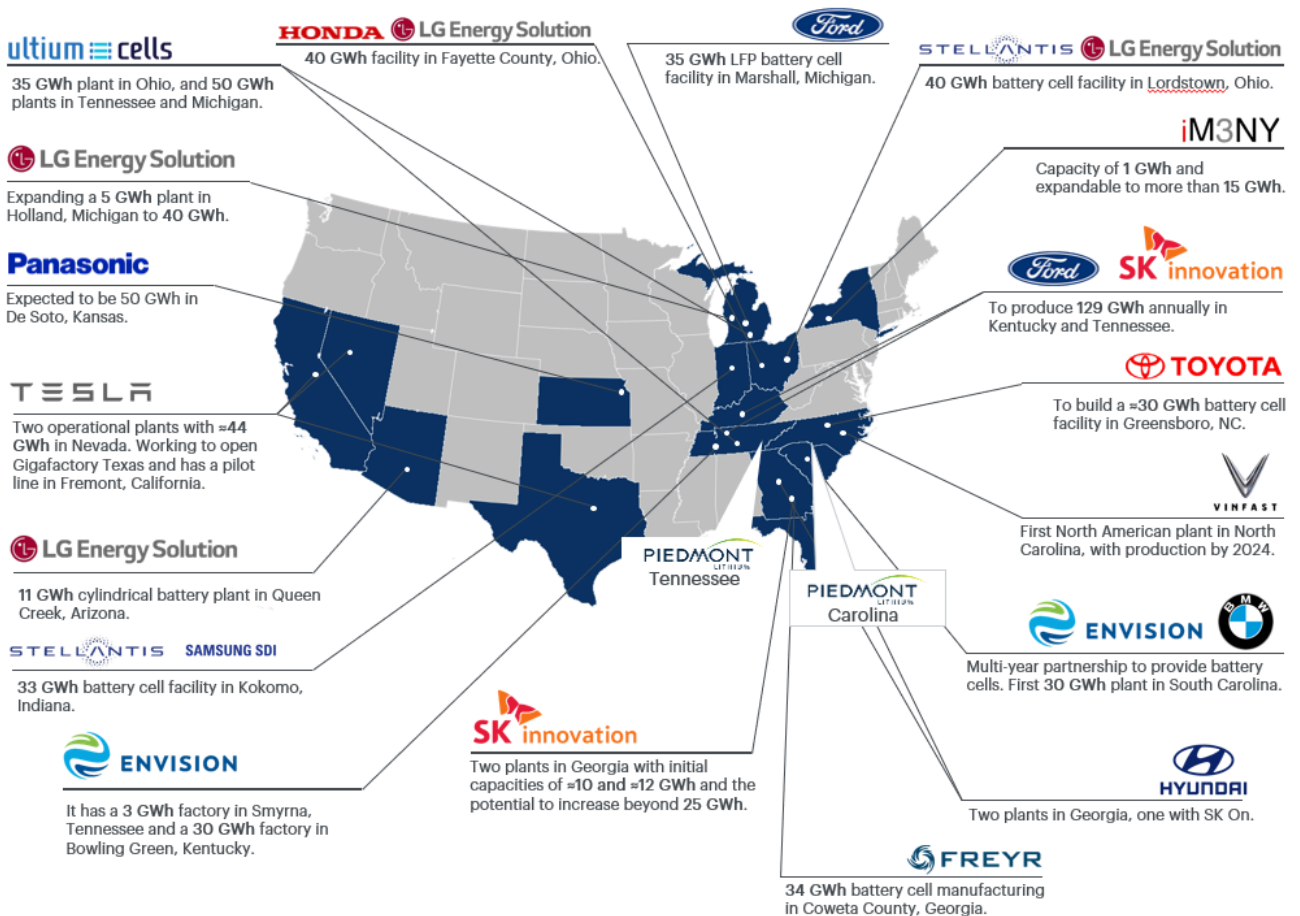 ultium cells
35 GWh plant in Ohio, and 50 GWh
plants in Tennessee and Michigan.
HONDA LG Energy Solution
40 GWh facility in Fayette County, Ohio.
Ford
35 GWh LFP battery cell
facility in Marshall, Michigan.
STELLANTIS LG Energy Solution
40 GWh battery cell facility in Lordstown, Ohio.
LG Energy Solution
Expanding a 5 GWh plant in
Holland, Michigan to 40 GWh.
iM3NY
Capacity of 1 GWh and
expandable to more than 15 GWh.
Panasonic
Expected to be 50 GWh in
De Soto, Kansas.
Ford SK innovation
To produce 129 GWh annually in
Kentucky and Tennessee.
TESLA
Two operational plants with ≈44
GWh in Nevada. Working to open
Gigafactory Texas and has a pilot
line in Fremont, California.
TOYOTA
To build a ≈30 GWh battery cell
facility in Greensboro, NC.
VINFAST
First North American plant in North
Carolina, with production by 2024.
LG Energy Solution
11 GWh cylindrical battery plant in Queen
Creek, Arizona.
PIEDMONT
LITHIUM
Tennessee
PIEDMONT
LITHIUM
Carolina
STELLANTIS SAMSUNG SDI
33 GWh battery cell facility in Kokomo,
Indiana.
ENVISION BMW
Multi-year partnership to provide battery
cells. First 30 GWh plant in South Carolina.
ENVISION
It has a 3 GWh factory in Smyrna,
Tennessee and a 30 GWh factory in
Bowling Green, Kentucky.
SK innovation
Two plants in Georgia with initial
capacities of ≈10 and ≈12 GWh and the
potential to increase beyond 25 GWh.
HYUNDAI
Two plants in Georgia, one with SK On.
FREYR
34 GWh battery cell manufacturing
in Coweta County, Georgia.